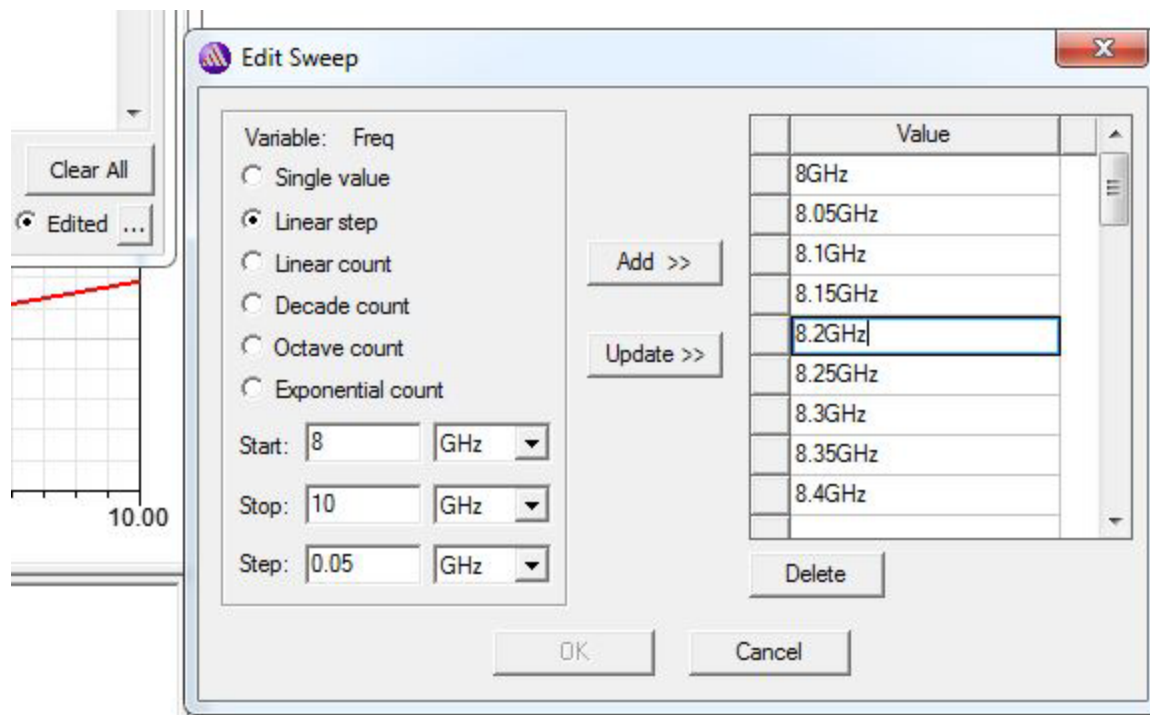 Edit Sweep
Clear All
Edited ...
10.00
Variable: Freq
Single value
Linear step
Linear count
Decade count
Octave count
Exponential count
Start: 8 GHz
Stop: 10 GHz
Step: 0.05 GHz
Add >>
Update >>
Value
8GHz
8.05GHz
8.1GHz
8.15GHz
8.2GHz
8.25GHz
8.3GHz
8.35GHz
8.4GHz
Delete
OK
Cancel